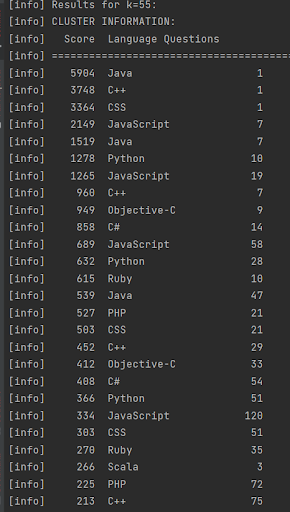 [info] Results for k=55:
[info] CLUSTER INFORMATION:
[info] Score Language Questions
[info] ================================
[info] 5904 Java 1
[info] 3748 C++ 1
[info] 3364 CSS 1
[info] 2149 JavaScript 7
[info] 1519 Java 7
[info] 1278 Python 10
[info] 1265 JavaScript 19
[info] 960 C++ 7
[info] 949 Objective-C 9
[info] 858 C# 14
[info] 689 JavaScript 58
[info] 632 Python 28
[info] 615 Ruby 10
[info] 539 Java 47
[info] 527 PHP 21
[info] 503 CSS 21
[info] 452 C++ 29
[info] 412 Objective-C 33
[info] 408 C# 54
[info] 366 Python 51
[info] 334 JavaScript 120
[info] 303 CSS 51
[info] 270 Ruby 35
[info] 266 Scala 3
[info] 225 PHP 72
[info] 213 C++ 75